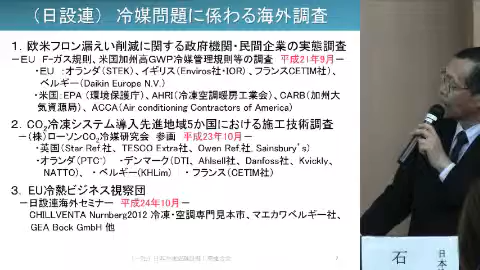 （日設連） 冷媒問題に係わる海外調査
１．欧米フロン漏えい削減に関する政府機関・民間企業の実態調査
－ＥＵ F-ガス規則、米国加州高GWP冷媒管理規則等の調査 平成21年9月－
・ＥＵ ：オランダ（STEK）、イギリス（Enviros社・IOR）、フランスCETIM社）、
ベルギー（Daikin Europe N.V.）
・米国：EPA （環境保護庁）、AHRI（冷凍空調暖房工業会）、CARB（加州大
気資源局）、 ACCA（Air conditioning Contractors of America）
２．CO₂冷凍システム導入先進地域5か国における施工技術調査
－（株）ローソンCO₂冷媒研究会 参画 平成23年10月－
・英国（Star Ref社、 TESCO Extra社、 Owen Ref社、Sainsbury's）
・オランダ（PTC⁺） ・デンマーク（DTI、 Ahlsell社、 Danfoss社、 Kvickly、
NATTO）、 ・ベルギー（KHLim） ・フランス（CETIM社）
３．EU冷熱ビジネス視察団
－日設連海外セミナー 平成24年10月－
CHILLVENTA Nurnberg2012 冷凍・空調専門見本市、マエカワベルギー社、
GEA Bock GmbH 他
石
日本